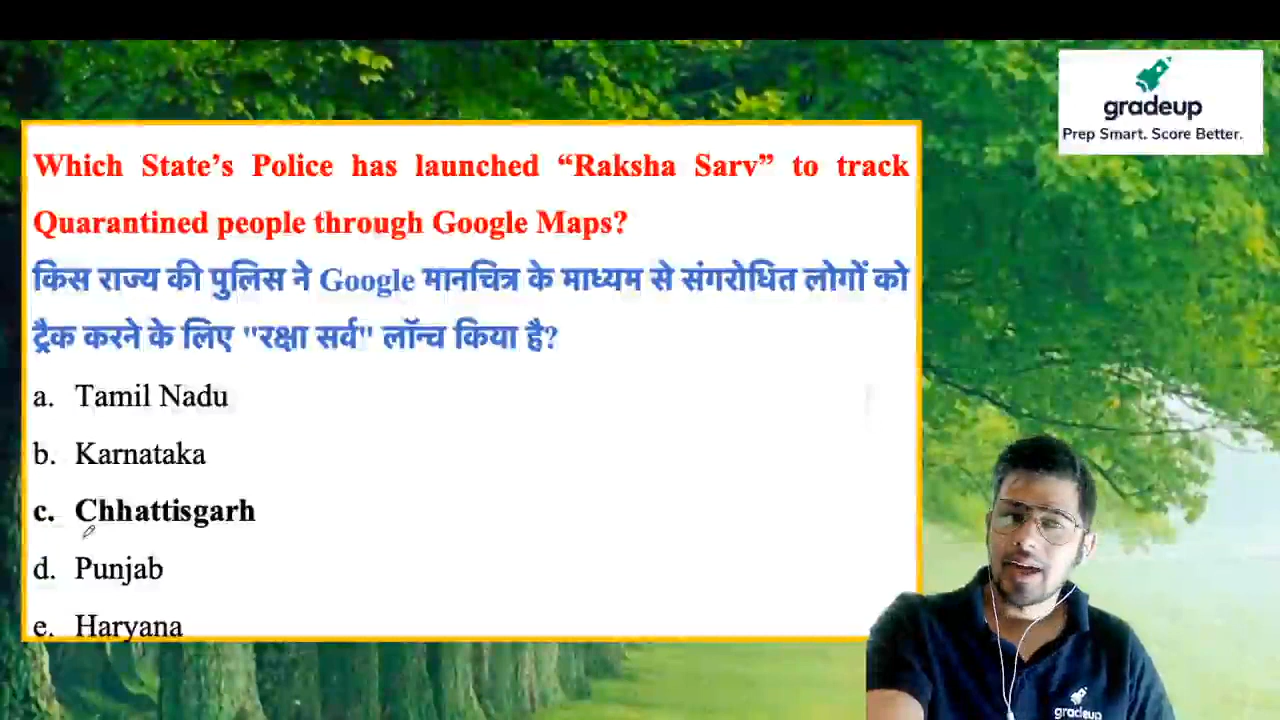 gradeup
Prep Smart. Score Better.
Which State’s Police has launched “Raksha Sarv” to track
Quarantined people through Google Maps?
किस राज्य की पुलिस ने Google मानचित्र के माध्यम से संगरोधित लोगों को
ट्रैक करने के लिए "रक्षा सर्व" लॉन्च किया है?
a. Tamil Nadu
b. Karnataka
c. Chhattisgarh
d. Punjab
e. Haryana
gradeup